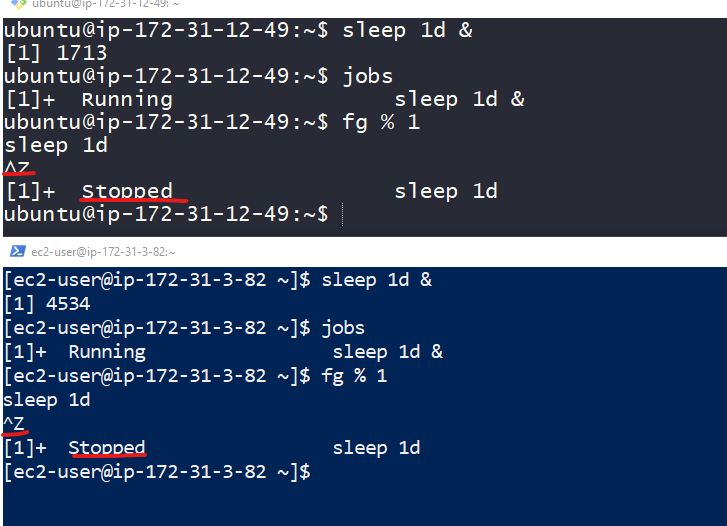 ubuntu@ip-172-31-12-49: ~
ubuntu@ip-172-31-12-49:~$ sleep 1d &
[1] 1713
ubuntu@ip-172-31-12-49:~$ jobs
[1]+  Running                 sleep 1d &
ubuntu@ip-172-31-12-49:~$ fg % 1
sleep 1d
^Z
[1]+  Stopped                 sleep 1d
ubuntu@ip-172-31-12-49:~$
ec2-user@ip-172-31-3-82:~
[ec2-user@ip-172-31-3-82 ~]$ sleep 1d &
[1] 4534
[ec2-user@ip-172-31-3-82 ~]$ jobs
[1]+  Running                 sleep 1d &
[ec2-user@ip-172-31-3-82 ~]$ fg % 1
sleep 1d
^Z
[1]+  Stopped                 sleep 1d
[ec2-user@ip-172-31-3-82 ~]$